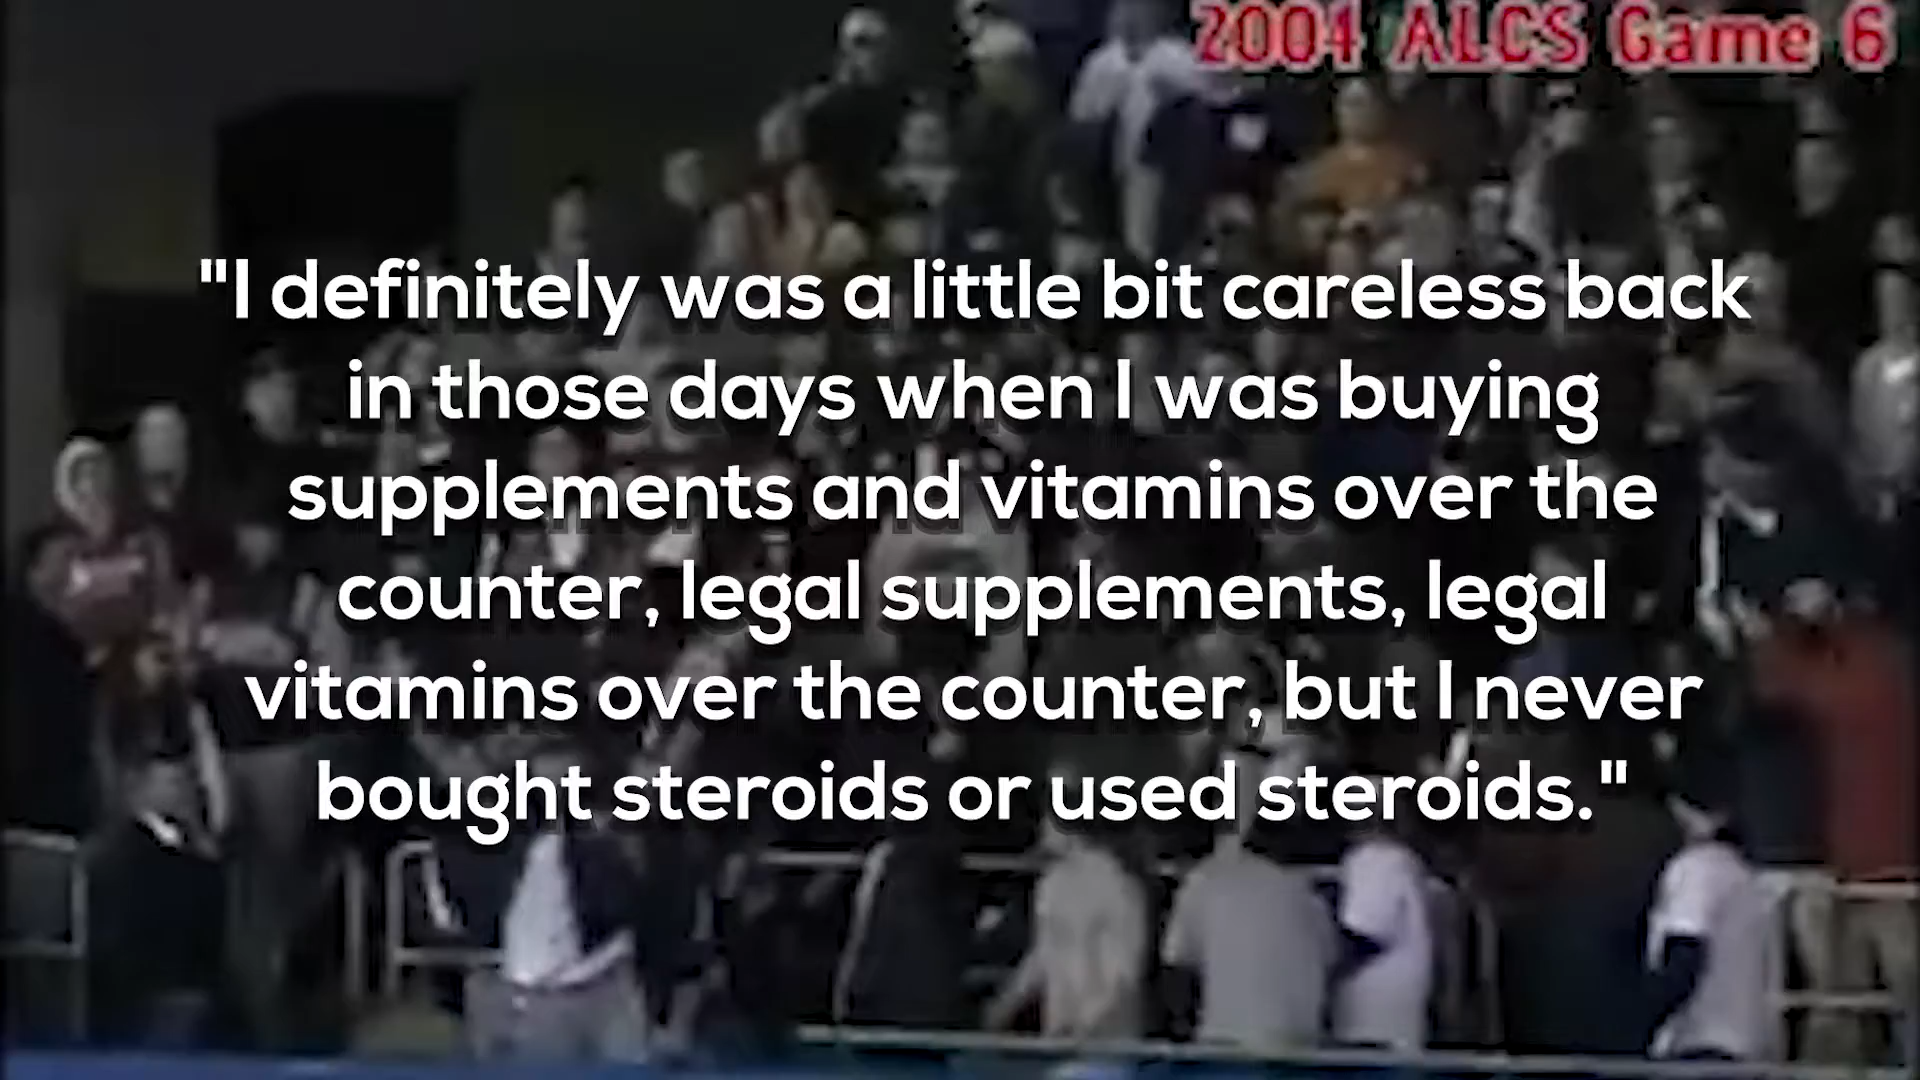 2004 ALCS Game 6
"I definitely was a little bit careless back
in those days when I was buying
supplements and vitamins over the
counter, legal supplements, legal
vitamins over the counter, but I never
bought steroids or used steroids."